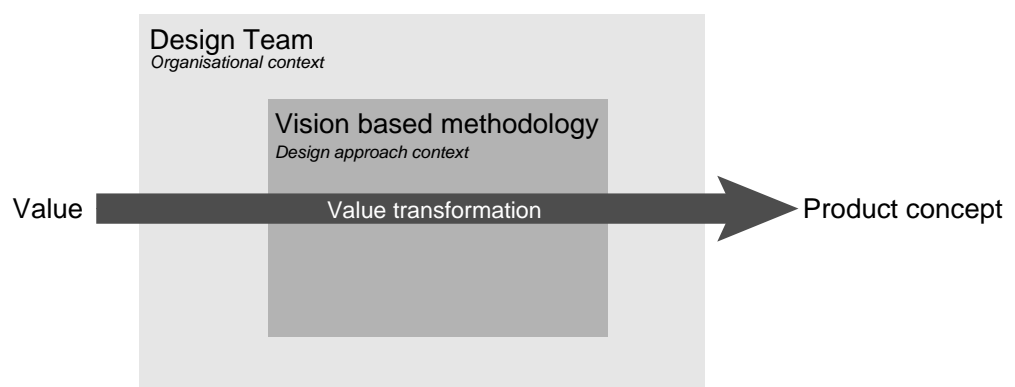 Design Team
Organisational context
Vision based methodology
Design approach context
Value
Value transformation
Product concept